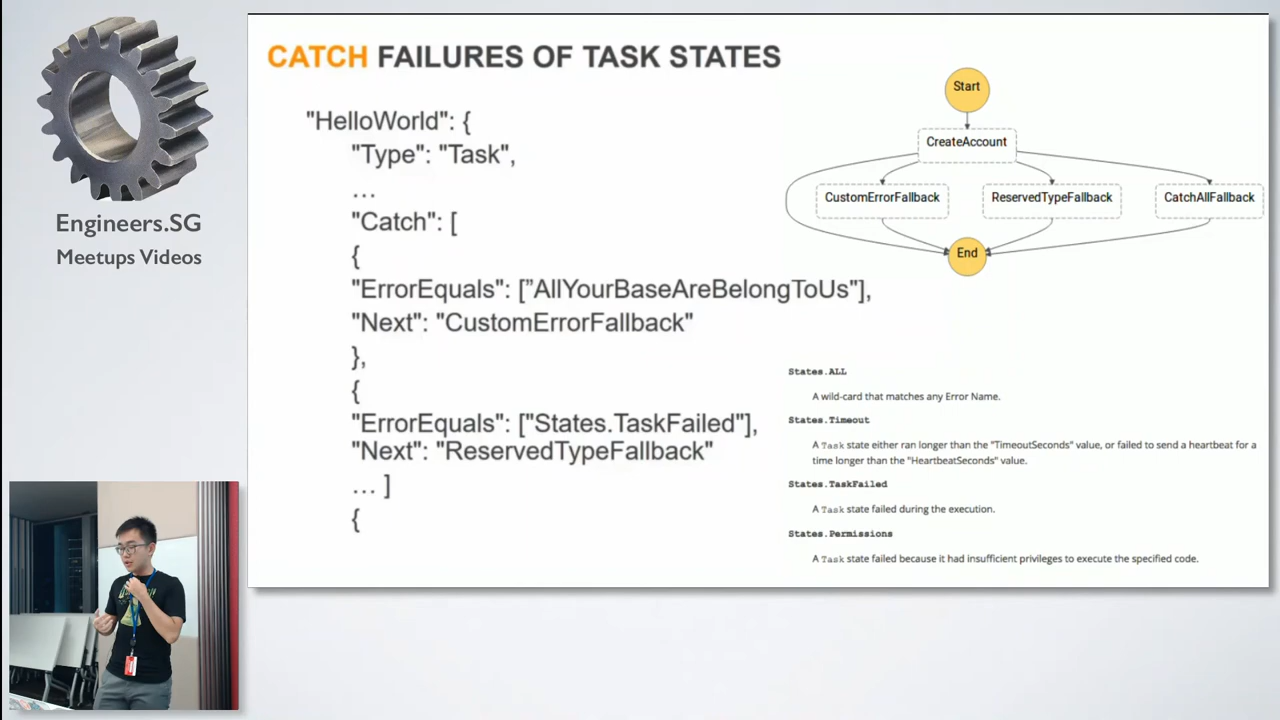 Engineers.SG
Meetups Videos
CATCH FAILURES OF TASK STATES
"HelloWorld": {
"Type": "Task",
...
"Catch": [
{
"ErrorEquals": ["AllYourBaseAreBelongToUs"],
"Next": "CustomErrorFallback"
},
{
"ErrorEquals": ["States.TaskFailed"],
"Next": "ReservedTypeFallback"
... ]
{
Start
CreateAccount
CustomErrorFallback
ReservedTypeFallback
CatchAllFallback
End
States.ALL
A wild-card that matches any Error Name.
States.Timeout
A Task state either ran longer than the "TimeoutSeconds" value, or failed to send a heartbeat for a
time longer than the "HeartbeatSeconds" value.
States.TaskFailed
A Task state failed during the execution.
States.Permissions
A Task state failed because it had insufficient privileges to execute the specified code.